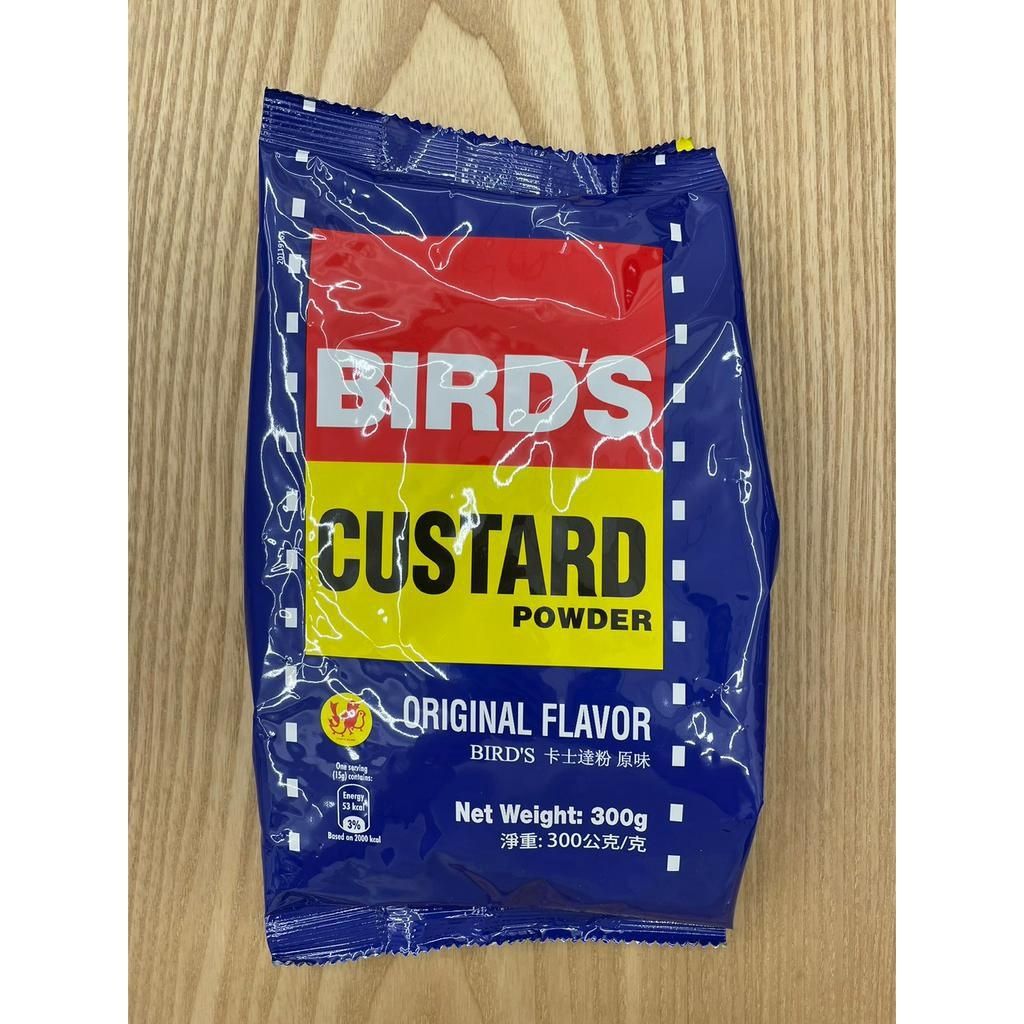 BIRD'S
CUSTARD
POWDER
ORIGINAL FLAVOR
BIRD'S 卡士達粉 原味
One serving
(15g) contains:
Energy
53 kcal
3%
Based on 2000 kcal
Net Weight: 300g
淨重: 300公克/克